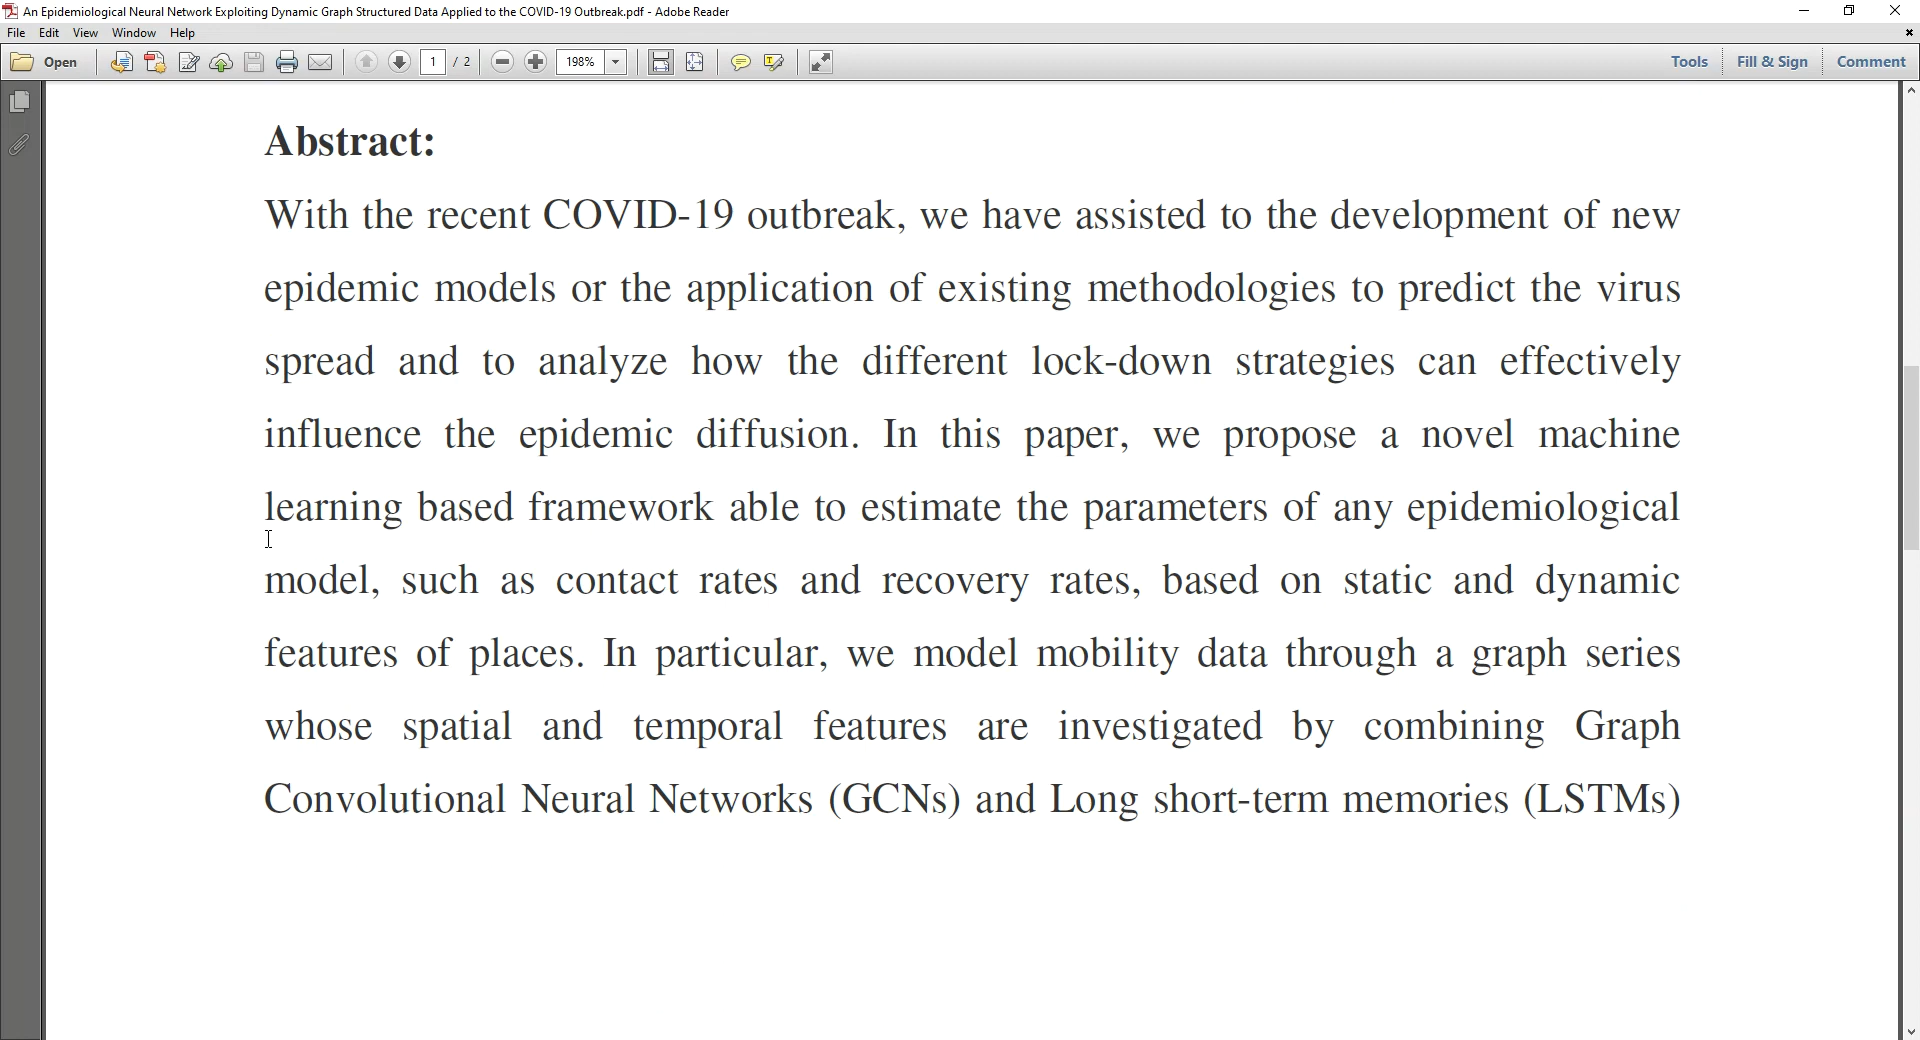 An Epidemiological Neural Network Exploiting Dynamic Graph Structured Data Applied to the COVID-19 Outbreak.pdf - Adobe Reader
File Edit View Window Help
Open 1 / 2 198% Tools Fill & Sign Comment
Abstract:
With the recent COVID-19 outbreak, we have assisted to the development of new
epidemic models or the application of existing methodologies to predict the virus
spread and to analyze how the different lock-down strategies can effectively
influence the epidemic diffusion. In this paper, we propose a novel machine
learning based framework able to estimate the parameters of any epidemiological
model, such as contact rates and recovery rates, based on static and dynamic
features of places. In particular, we model mobility data through a graph series
whose spatial and temporal features are investigated by combining Graph
Convolutional Neural Networks (GCNs) and Long short-term memories (LSTMs)